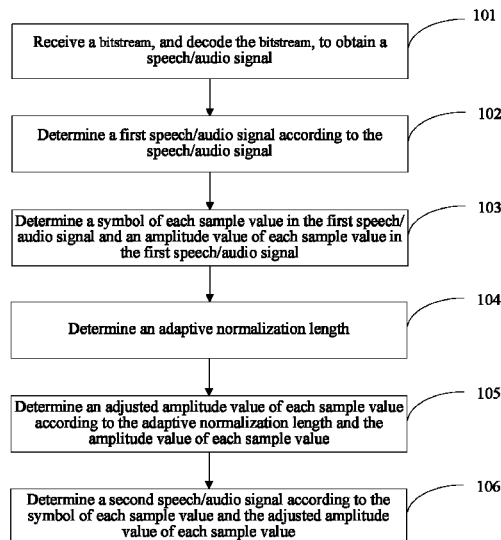 101
Receive a bitstream, and decode the bitstream, to obtain a
speech/audio signal
102
Determine a first speech/audio signal according to the
speech/audio signal
103
Determine a symbol of each sample value in the first speech/
audio signal and an amplitude value of each sample value in
the first speech/audio signal
104
Determine an adaptive normalization length
105
Determine an adjusted amplitude value of each sample value
according to the adaptive normalization length and the
amplitude value of each sample value
106
Determine a second speech/audio signal according to the
symbol of each sample value and the adjusted amplitude
value of each sample value